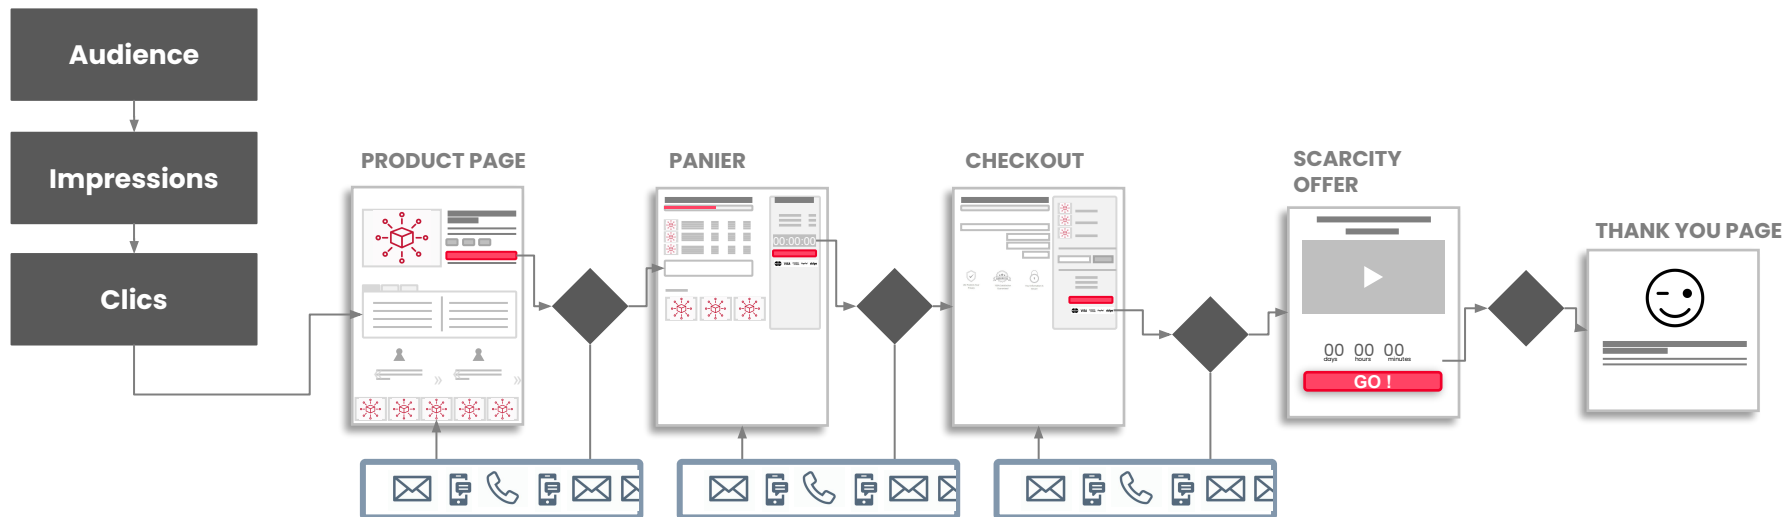 Audience
Impressions
Clics
PRODUCT PAGE
PANIER
00:00:00
CHECKOUT
SCARCITY
OFFER
00 00 00
days hours minutes
GO !
THANK YOU PAGE